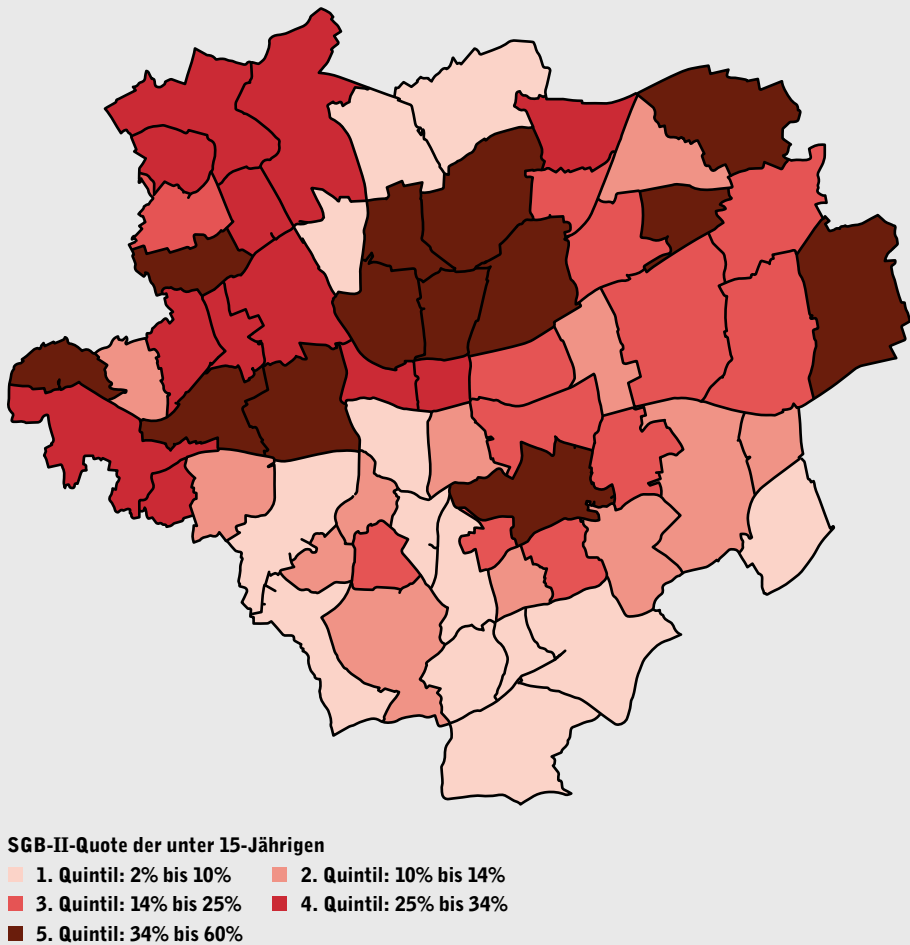 SGB-II-Quote der unter 15-Jährigen
1. Quintil: 2% bis 10% 2. Quintil: 10% bis 14%
3. Quintil: 14% bis 25% 4. Quintil: 25% bis 34%
5. Quintil: 34% bis 60%